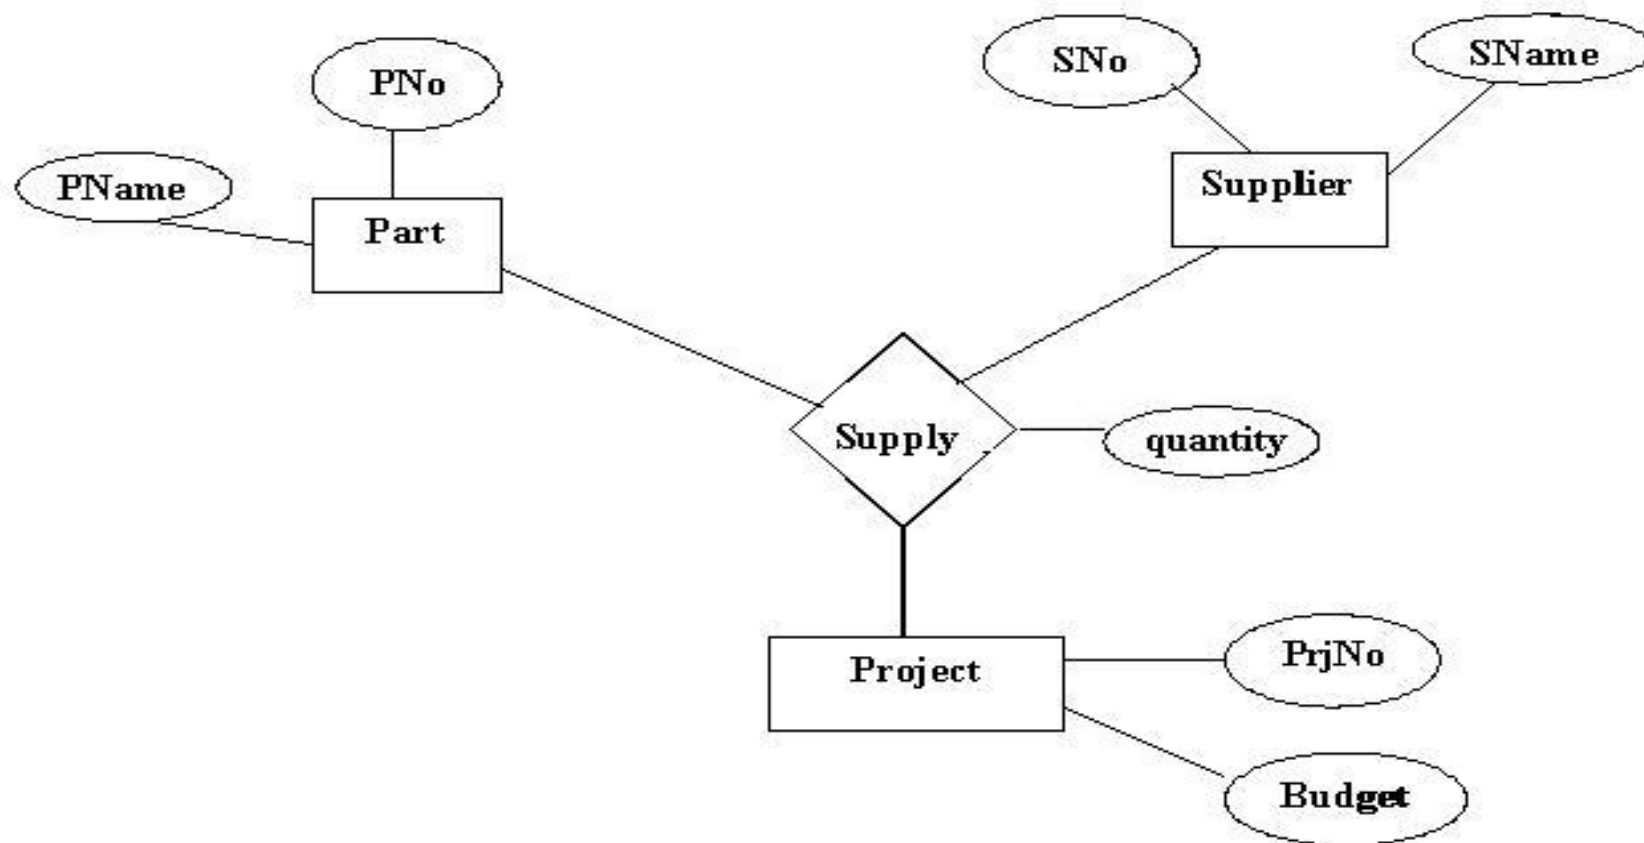 SNo
SName
PNo
PName
Part
Supplier
Supply
quantity
Project
PrjNo
Budget